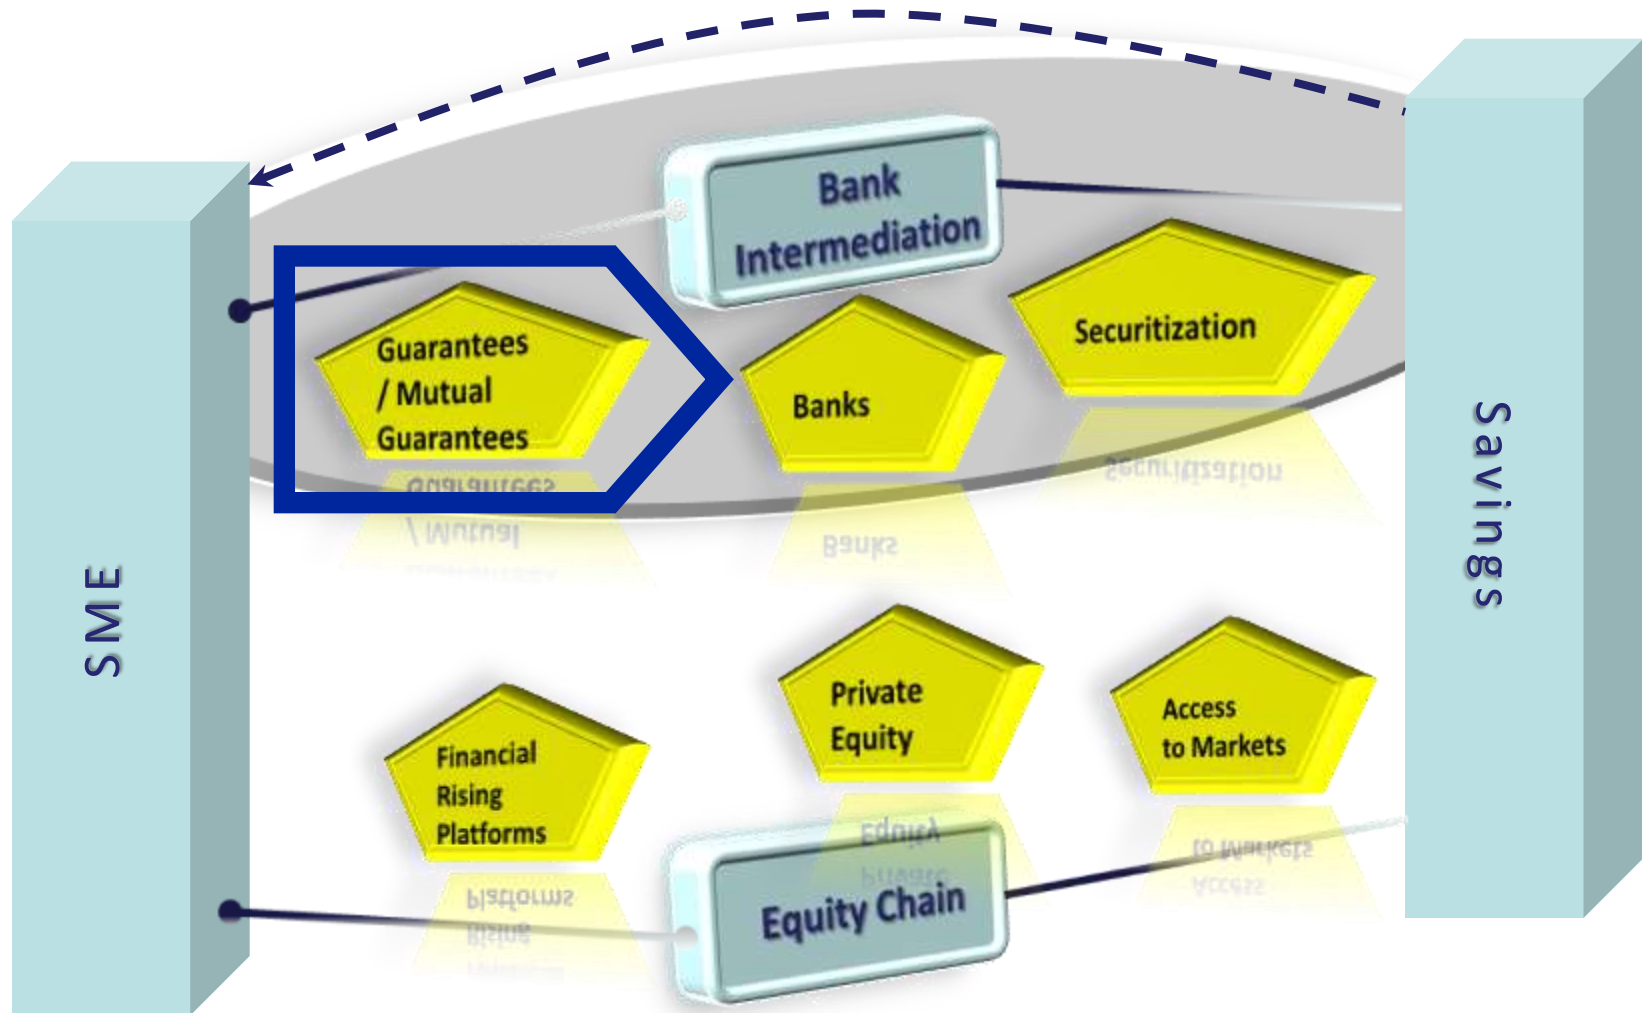 Bank
Intermediation
Guarantees
/ Mutual
Guarantees
Banks
Securitization
SME
Savings
Financial
Rising
Platforms
Private
Equity
Access
to Markets
Equity Chain